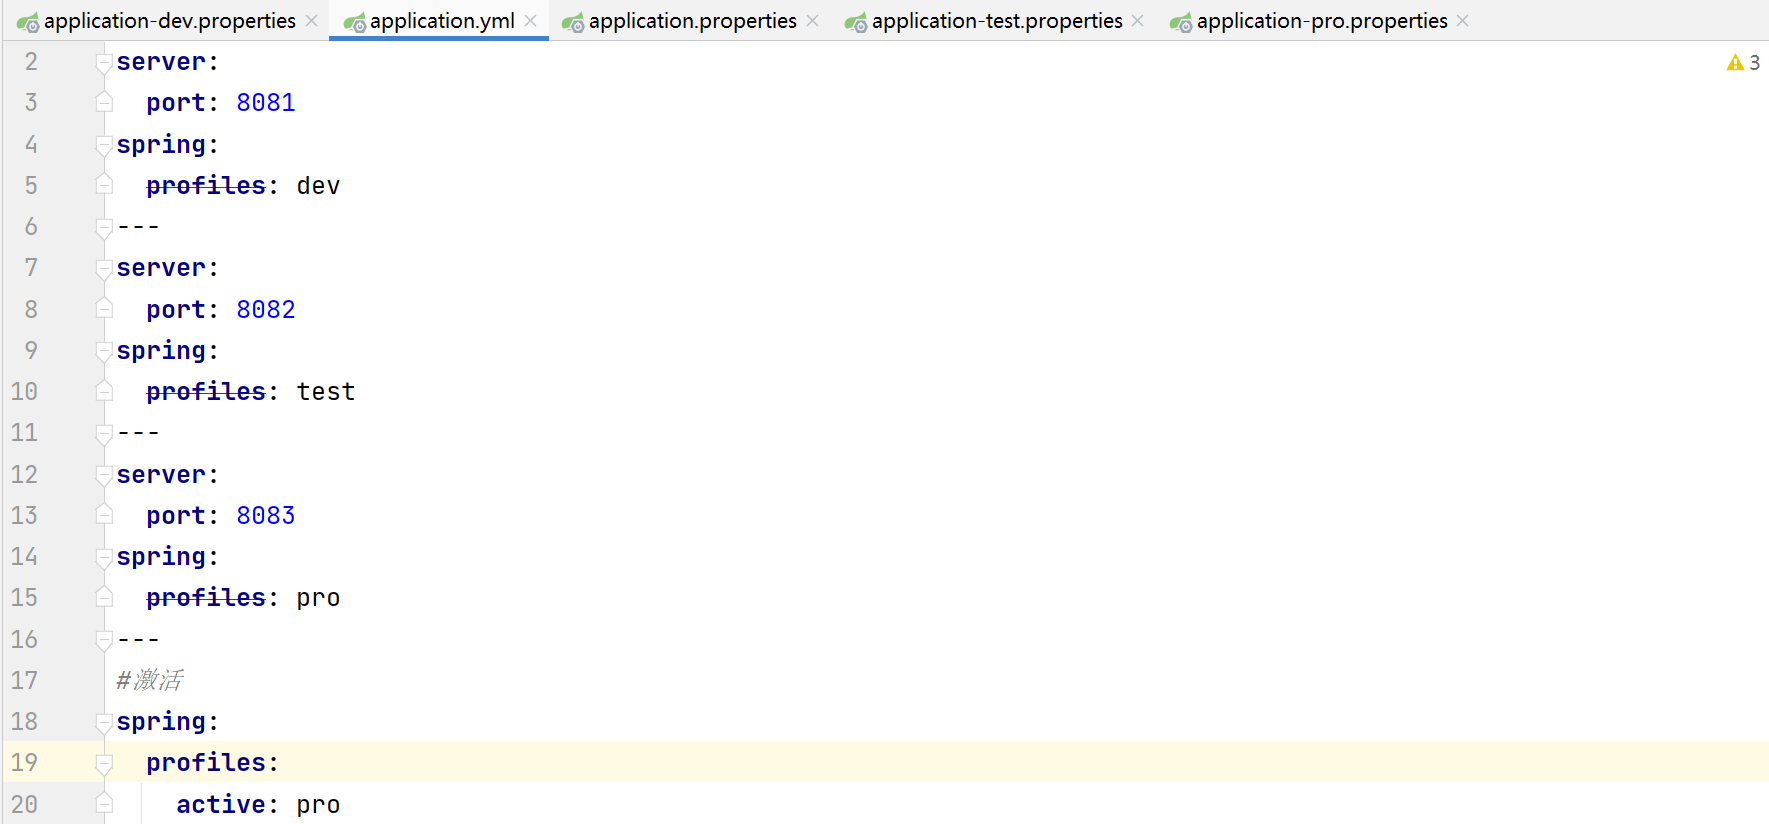 application-dev.properties application.yml application.properties application-test.properties application-pro.properties
2 server: 3
3   port: 8081
4 spring:
5   profiles: dev
6 ---
7 server:
8   port: 8082
9 spring:
10   profiles: test
11 ---
12 server:
13   port: 8083
14 spring:
15   profiles: pro
16 ---
17 #激活
18 spring:
19   profiles:
20     active: pro